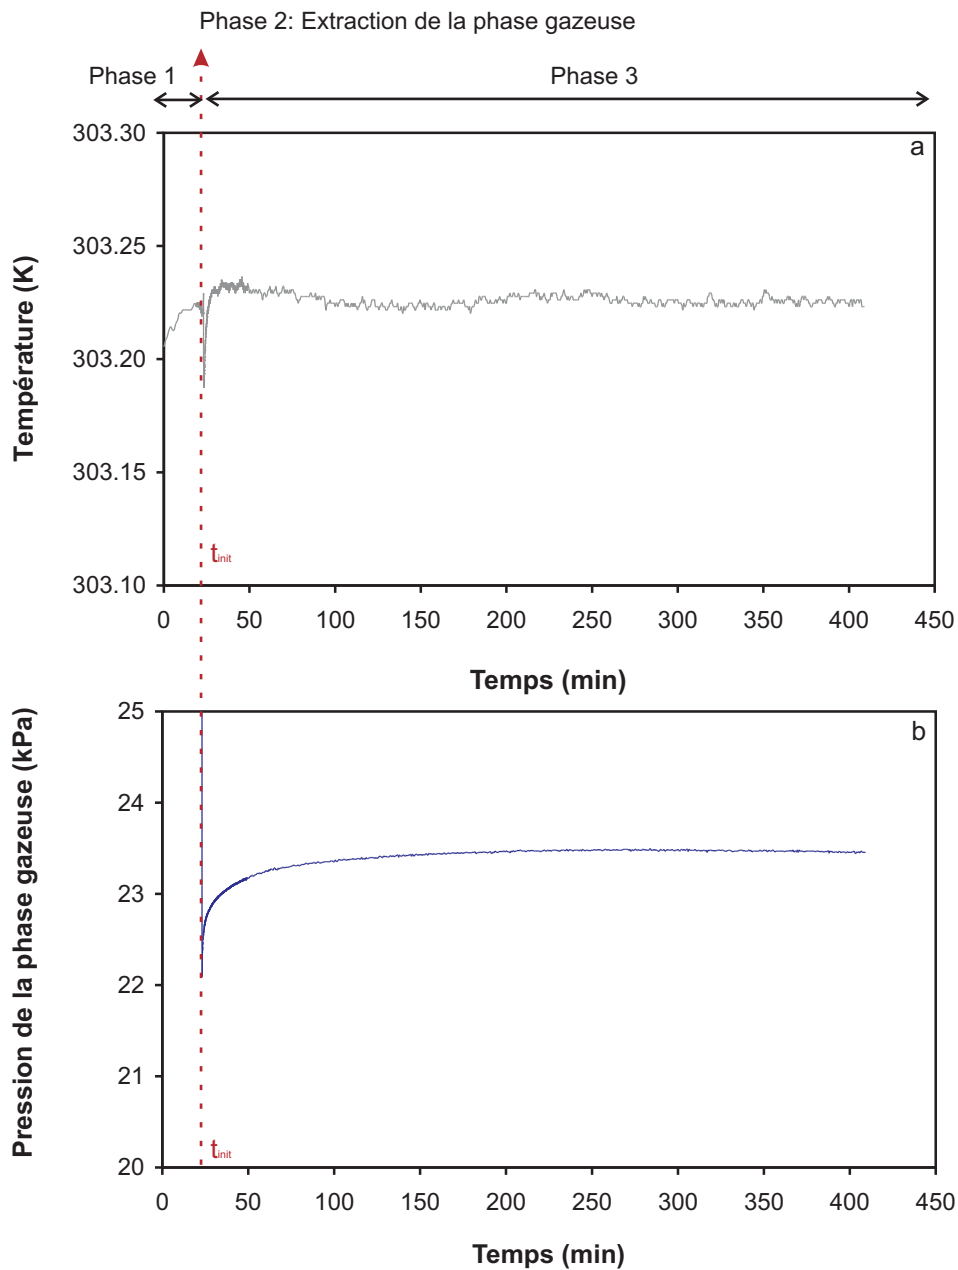 Phase 2: Extraction de la phase gazeuse
Phase 1
Phase 3
303.30
a
303.25
303.20
303.15
303.10
Température (K)
t init
0 50 100 150 200 250 300 350 400 450
Temps (min)
25
b
24
23
22
21
20
Pression de la phase gazeuse (kPa)
t init
0 50 100 150 200 250 300 350 400 450
Temps (min)